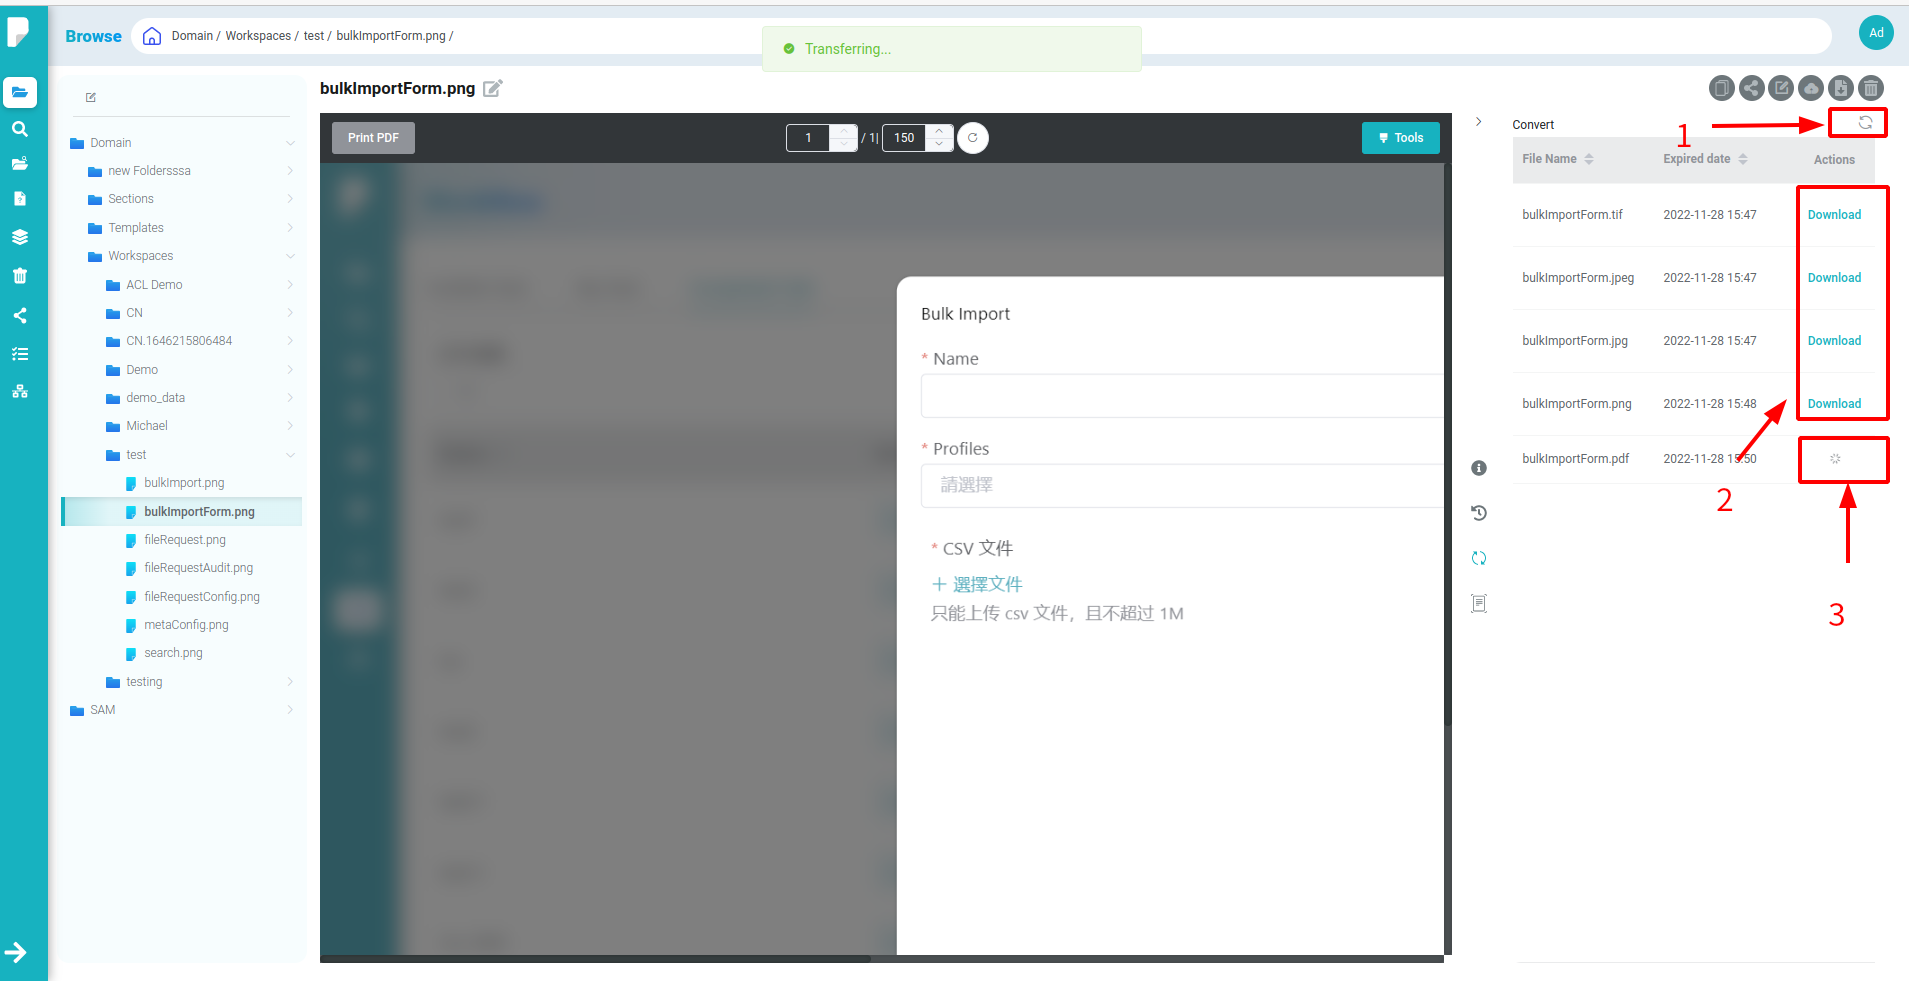 Browse
Domain / Workspaces / test / bulkImportForm.png /
Transferring...
Ad
bulkImportForm.png
Domain
new Foldersssa
Sections
Templates
Workspaces
ACL Demo
CN
CN.1646215806484
Demo
demo_data
Michael
test
bulkImport.png
bulkImportForm.png
fileRequest.png
fileRequestAudit.png
fileRequestConfig.png
metaConfig.png
search.png
testing
SAM
Print PDF
1 / 1| 150
Tools
Bulk Import
* Name
* Profiles
請選擇
* CSV 文件
+ 選擇文件
只能上传 csv 文件，且不超过 1M
Convert
1
File Name Expired date Actions
bulkImportForm.tif 2022-11-28 15:47 Download
bulkImportForm.jpeg 2022-11-28 15:47 Download
bulkImportForm.jpg 2022-11-28 15:47 Download
bulkImportForm.png 2022-11-28 15:48 Download
bulkImportForm.pdf 2022-11-28 15:50
2
3